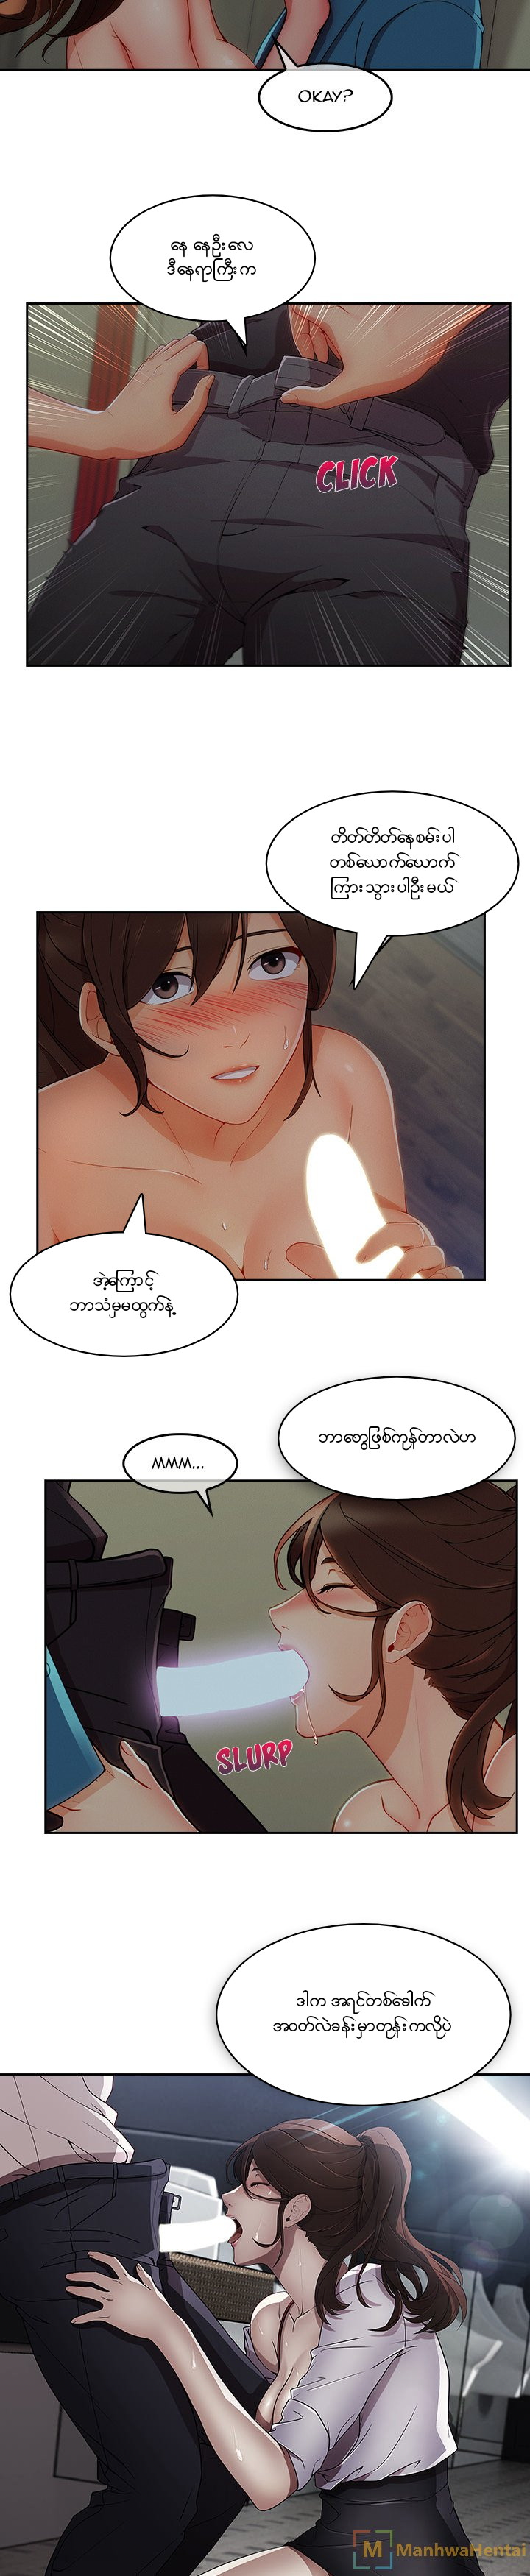 OKAY?
နေ နေဦးလေ
ဒီနေရာကြီးက
CLICK
တိတ်တိတ်နေစမ်းပါ
တစ်ယောက်ယောက်
ကြားသွားပါဦးမယ်
အဲ့ကြောင့်
ဘာသံမှမထွက်နဲ့
ဘာတွေဖြစ်ကုန်တာလဲဟ
MMM...
SLURP
ဒါက အရင်တစ်ခေါက်
အဝတ်လဲခန်းမှာတုန်းကလိုပဲ
M ManhwaHentai